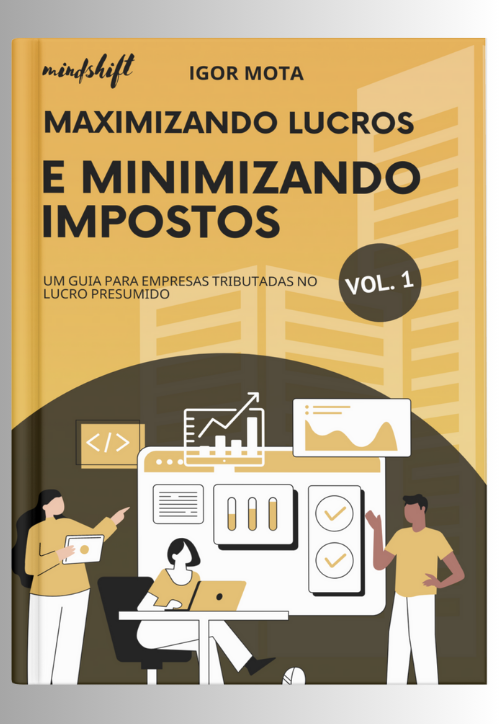 mindshift
IGOR MOTA
MAXIMIZANDO LUCROS
E MINIMIZANDO
IMPOSTOS
UM GUIA PARA EMPRESAS TRIBUTADAS NO
LUCRO PRESUMIDO
VOL. 1
</>